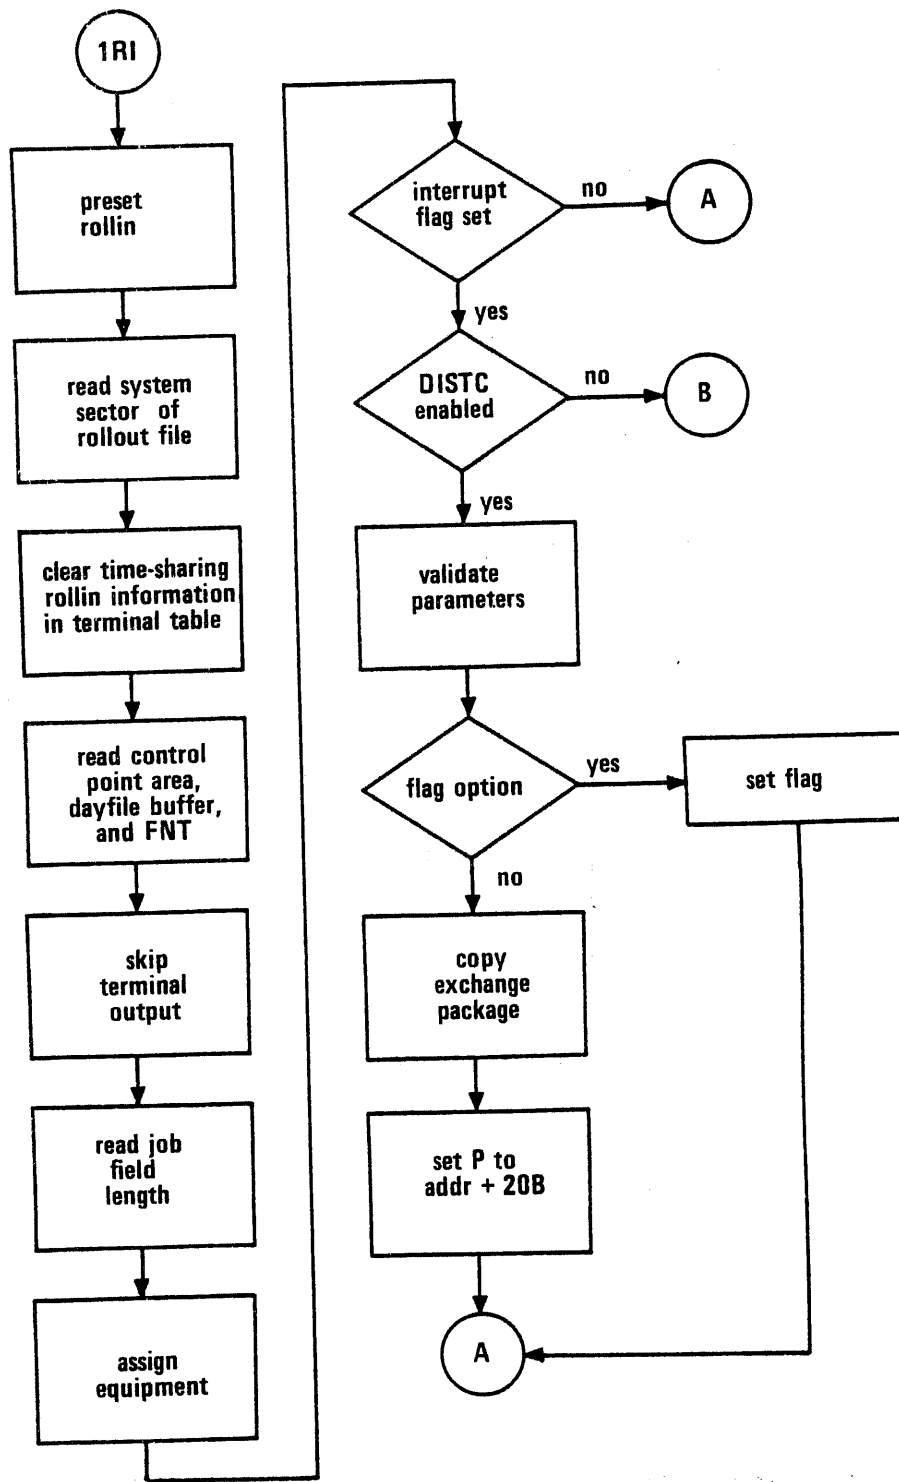 1RI
preset
rollin
read system
sector of
rollout file
clear time-sharing
rollin information
in terminal table
read control
point area,
dayfile buffer,
and FNT
skip
terminal
output
read job
field
length
assign
equipment
interrupt
flag set
no
A
yes
DISTC
enabled
no
B
yes
validate
parameters
flag option
yes
set flag
no
copy
exchange
package
set P to
addr + 20B
A